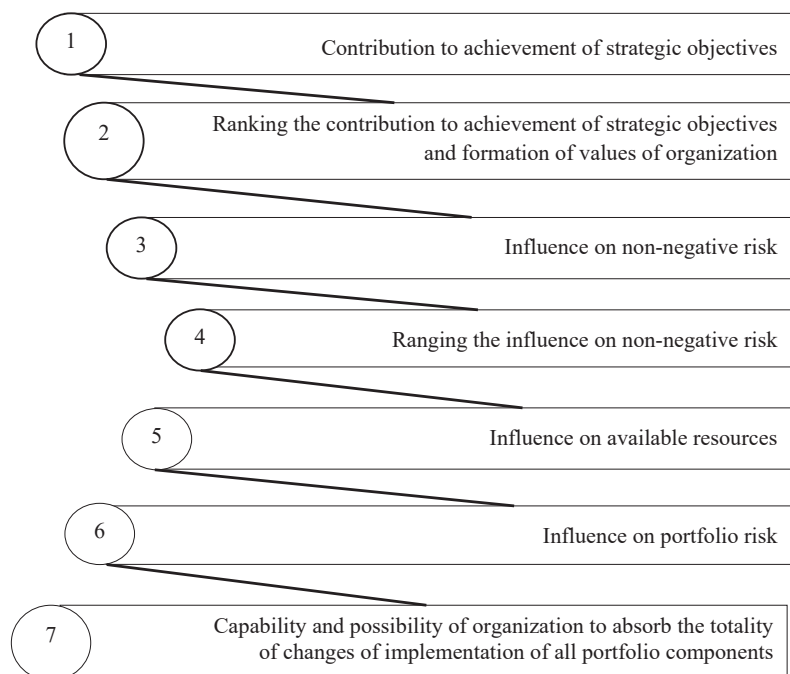 1
Contribution to achievement of strategic objectives
2
Ranking the contribution to achievement of strategic objectives
and formation of values of organization
3
Influence on non-negative risk
4
Ranging the influence on non-negative risk
5
Influence on available resources
6
Influence on portfolio risk
7
Capability and possibility of organization to absorb the totality
of changes of implementation of all portfolio components